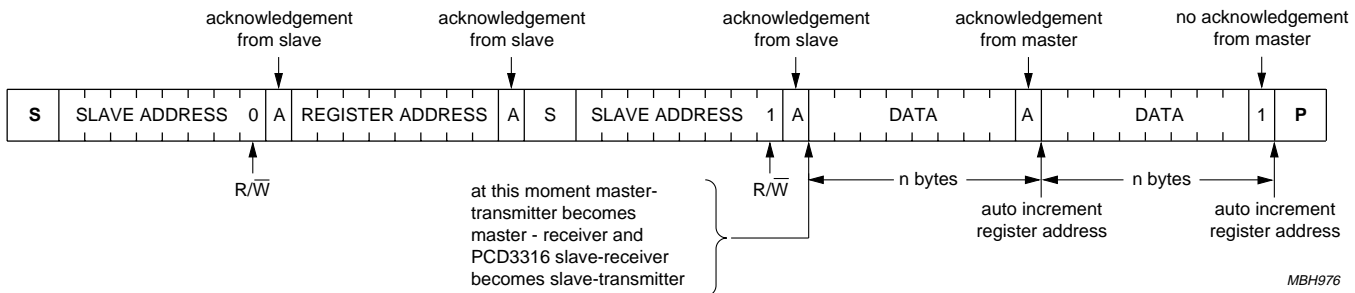 acknowledgement
from slave
acknowledgement
from slave
acknowledgement
from slave
acknowledgement
from master
no acknowledgement
from master
S SLAVE ADDRESS 0 A REGISTER ADDRESS A S SLAVE ADDRESS 1 A DATA A DATA 1 P
R/W̅
R/W̅
n bytes
n bytes
at this moment master-
transmitter becomes
master - receiver and
PCD3316 slave-receiver
becomes slave-transmitter
auto increment
register address
auto increment
register address
MBH976